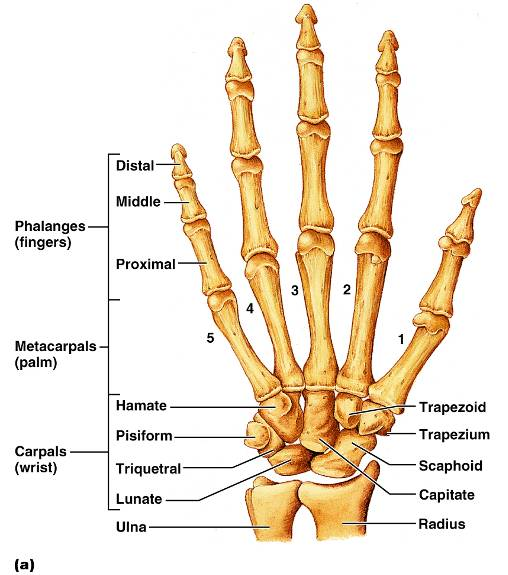 Distal
Middle
Phalanges
(fingers)
Proximal
3
2
4
5
1
Metacarpals
(palm)
Hamate
Trapezoid
Pisiform
Trapezium
Carpals
(wrist)
Triquetral
Scaphoid
Lunate
Capitate
Ulna
Radius
(a)